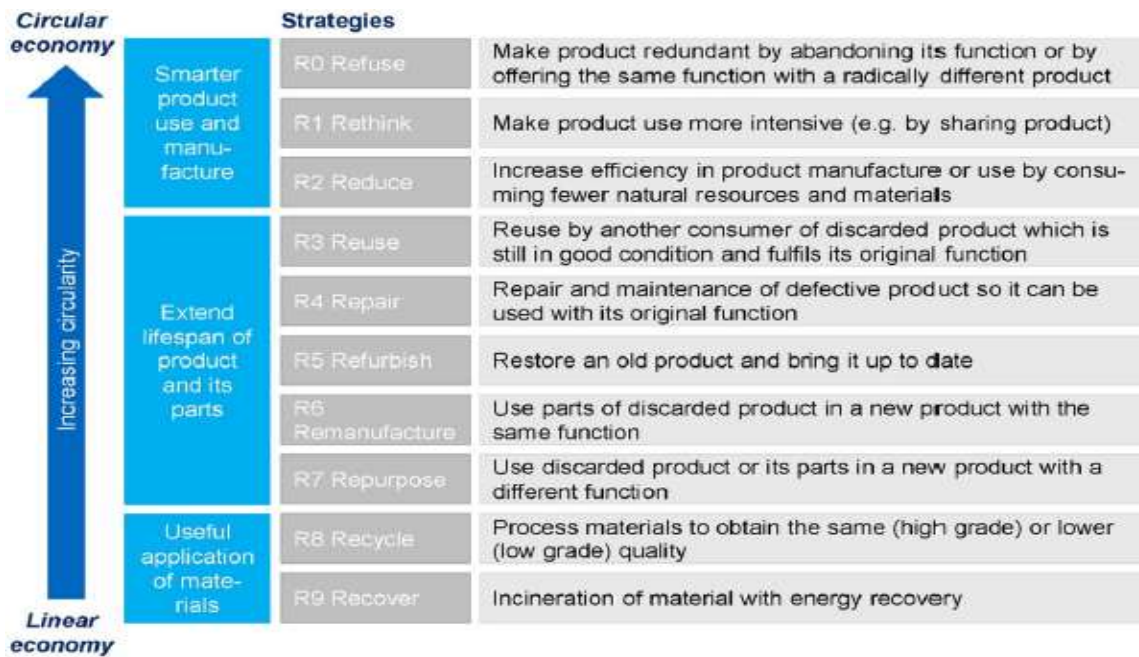 Circular
economy
Strategies
Smarter
product
use and
manu-
facture
R0 Refuse
Make product redundant by abandoning its function or by
offering the same function with a radically different product
R1 Rethink
Make product use more intensive (e.g. by sharing product)
R2 Reduce
Increase efficiency in product manufacture or use by consu-
ming fewer natural resources and materials
Extend
lifespan of
product
and its
parts
R3 Reuse
Reuse by another consumer of discarded product which is
still in good condition and fulfils its original function
R4 Repair
Repair and maintenance of defective product so it can be
used with its original function
R5 Refurbish
Restore an old product and bring it up to date
R6
Remanufacture
Use parts of discarded product in a new product with the
same function
R7 Repurpose
Use discarded product or its parts in a new product with a
different function
Useful
application
of mate-
rials
R8 Recycle
Process materials to obtain the same (high grade) or lower
(low grade) quality
R9 Recover
Incineration of material with energy recovery
Increasing circularity
Linear
economy